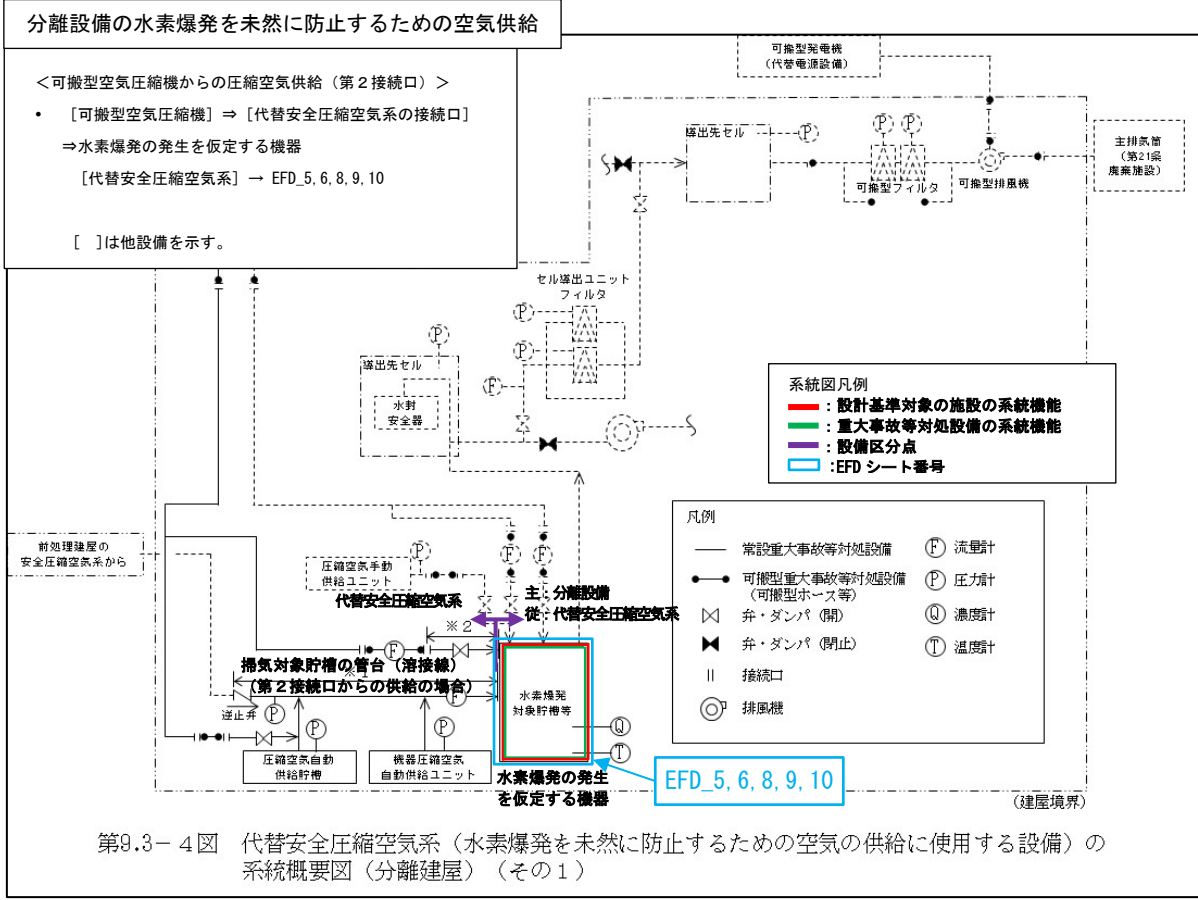 分離設備の水素爆発を未然に防止するための空気供給
＜可搬型空気圧縮機からの圧縮空気供給（第２接続口）＞
• ［可搬型空気圧縮機］⇒［代替安全圧縮空気系の接続口］
⇒水素爆発の発生を仮定する機器
［代替安全圧縮空気系］→ EFD_5,6,8,9,10
［　］は他設備を示す。
可搬型発電機
（代替電源設備）
導出先セル
P
P
P
可搬型フィルタ
可搬型排風機
主排気筒
（第21条
廃棄施設）
セル導出ユニット
フィルタ
P
P
P
F
導出先セル
水封
安全器
系統図凡例
：設計基準対象の施設の系統機能
：重大事故等対処設備の系統機能
：設備区分点
：EFD シート番号
凡例
常設重大事故等対処設備
可搬型重大事故等対処設備
（可搬型ホース等）
弁・ダンパ（開）
弁・ダンパ（閉止）
接続口
排風機
F 流量計
P 圧力計
Q 濃度計
T 温度計
前処理建屋の
安全圧縮空気系から
P
F
F
圧縮空気手動
供給ユニット
代替安全圧縮空気系
主：分離設備
従：代替安全圧縮空気系
※２
F
掃気対象貯槽の管台（溶接線）
（第２接続口からの供給の場合）
※１
F
逆止弁
P
P
P
圧縮空気自動
供給貯槽
機器圧縮空気
自動供給ユニット
水素爆発
対象貯槽等
Q
T
水素爆発の発生
を仮定する機器
EFD_5,6,8,9,10
（建屋境界）
第9.3－４図　代替安全圧縮空気系（水素爆発を未然に防止するための空気の供給に使用する設備）の
系統概要図（分離建屋）（その１）